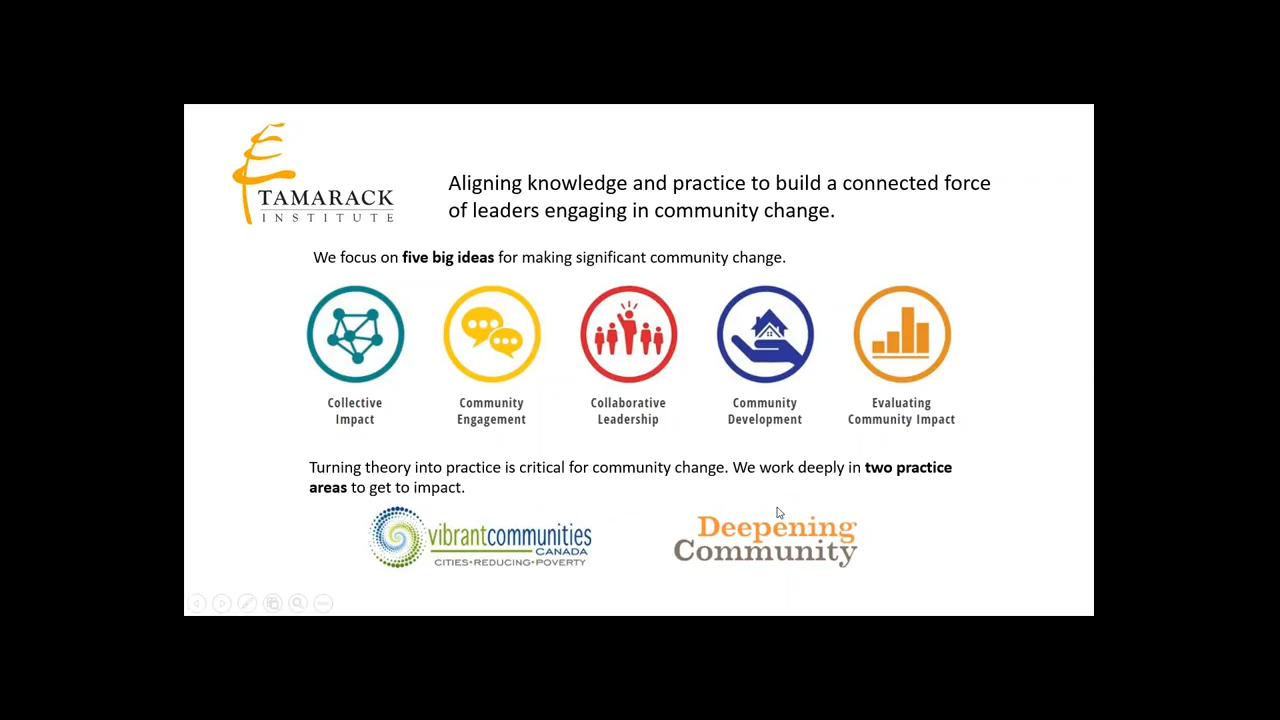 TAMARACK
INSTITUTE
Aligning knowledge and practice to build a connected force
of leaders engaging in community change.
We focus on five big ideas for making significant community change.
Collective
Impact
Community
Engagement
Collaborative
Leadership
Community
Development
Evaluating
Community Impact
Turning theory into practice is critical for community change. We work deeply in two practice
areas to get to impact.
vibrantcommunities
CANADA
CITIES•REDUCING•POVERTY
Deepening
Community